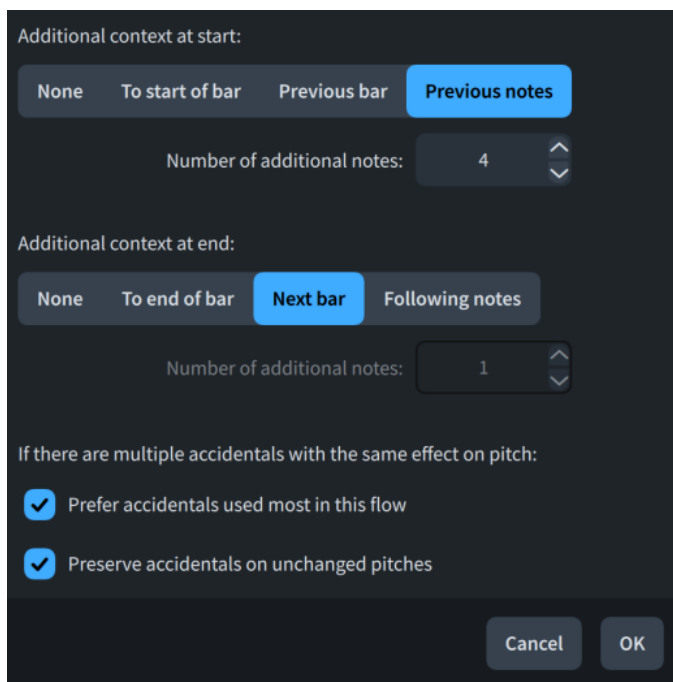 Additional context at start:
None To start of bar Previous bar Previous notes
Number of additional notes: 4
Additional context at end:
None To end of bar Next bar Following notes
Number of additional notes: 1
If there are multiple accidentals with the same effect on pitch:
Prefer accidentals used most in this flow
Preserve accidentals on unchanged pitches
Cancel OK